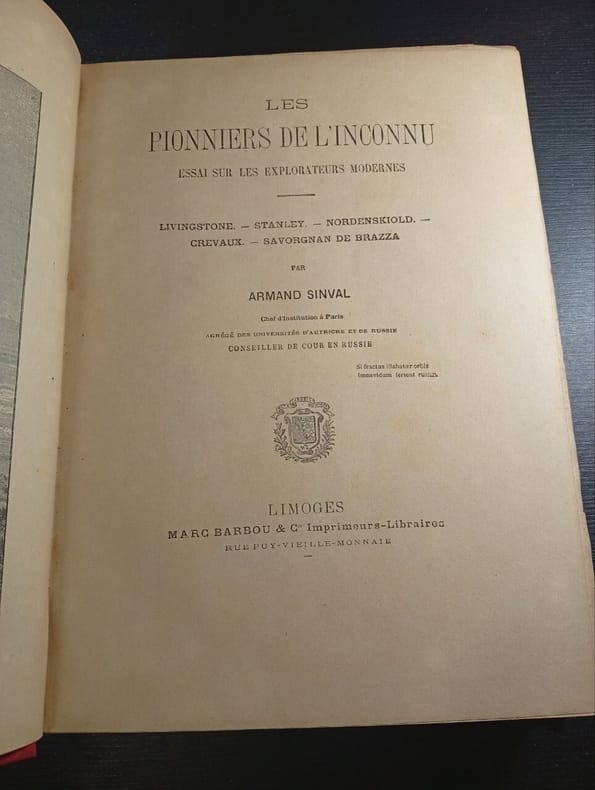 LES
PIONNIERS DE L'INCONNU
ESSAI SUR LES EXPLORATEURS MODERNES
LIVINGSTONE. — STANLEY. — NORDENSKIOLD. —
CREVAUX. — SAVORGNAN DE BRAZZA
PAR
ARMAND SINVAL
Chef d'Institution à Paris
AGRÉGÉ DES UNIVERSITÉS D'AUTRICHE ET DE RUSSIE
CONSEILLER DE COUR EN RUSSIE
Si fractus illabatur orbis
Impavidum ferient ruinæ.
LIMOGES
MARC BARBOU & Cie Imprimeurs-Libraires
RUE PUY-VIEILLE-MONNAIE